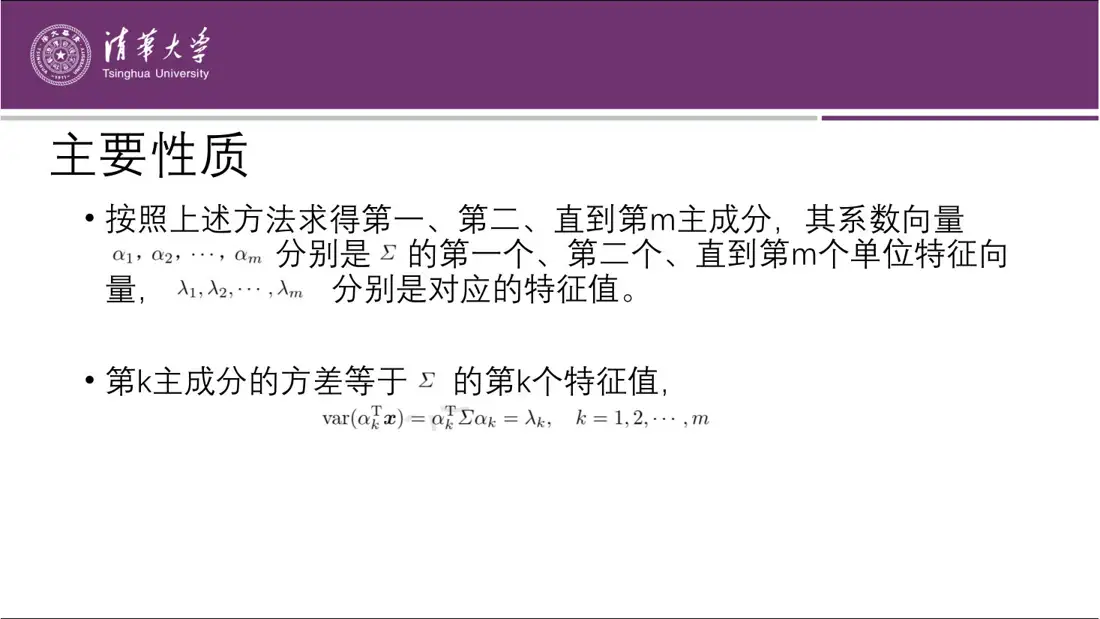 清华大学
Tsinghua University
主要性质
• 按照上述方法求得第一、第二、直到第m主成分，其系数向量
α₁, α₂, ⋯, αₘ 分别是 Σ 的第一个、第二个、直到第m个单位特征向
量， λ₁, λ₂, ⋯, λₘ 分别是对应的特征值。
• 第k主成分的方差等于 Σ 的第k个特征值，
var(αₖᵀx) = αₖᵀΣαₖ = λₖ, k = 1, 2, ⋯, m